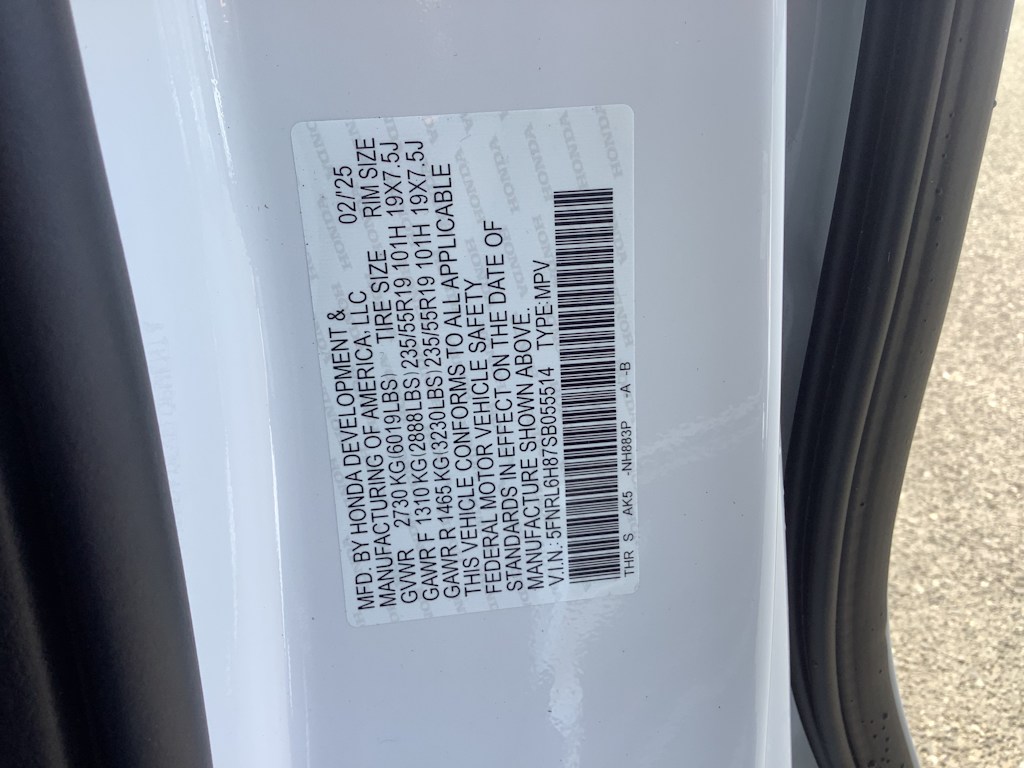 MFD. BY HONDA DEVELOPMENT &
MANUFACTURING OF AMERICA, LLC 02/'25
GVWR 2730 KG(6019LBS) TIRE SIZE RIM SIZE
GAWR F 1310 KG(2888LBS)235/55R19 101H 19X7.5J
GAWR R 1465 KG(3230LBS)235/55R19 101H 19X7.5J
THIS VEHICLE CONFORMS TO ALL APPLICABLE
FEDERAL MOTOR VEHICLE SAFETY
STANDARDS IN EFFECT ON THE DATE OF
MANUFACTURE SHOWN ABOVE.
V.I.N.: 5FNRL6H87SB055514 TYPE:MPV
THR S AK5 -NH883P -A -B